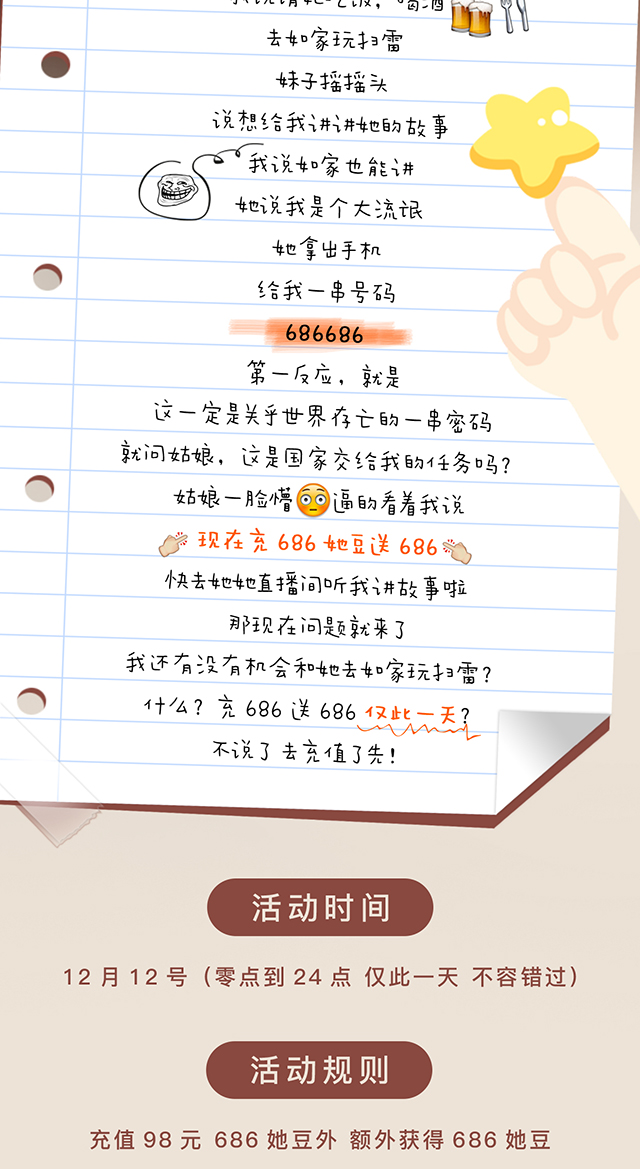 我说请她吃饭，喝酒
去如家玩扫雷
妹子摇摇头
说想给我讲讲她的故事
我说如家也能讲
她说我是个大流氓
她拿出手机
给我一串号码
686686
第一反应，就是
这一定是关乎世界存亡的一串密码
就问姑娘，这是国家交给我的任务吗？
姑娘一脸懵😳逼的看着我说
现在充 686 她豆送 686
快去她她直播间听我讲故事啦
那现在问题就来了
我还有没有机会和她去如家玩扫雷？
什么？充 686 送 686 仅此一天？
不说了 去充值了先！
活动时间
12 月 12 号（零点到 24 点 仅此一天 不容错过）
活动规则
充值 98 元 686 她豆外 额外获得 686 她豆